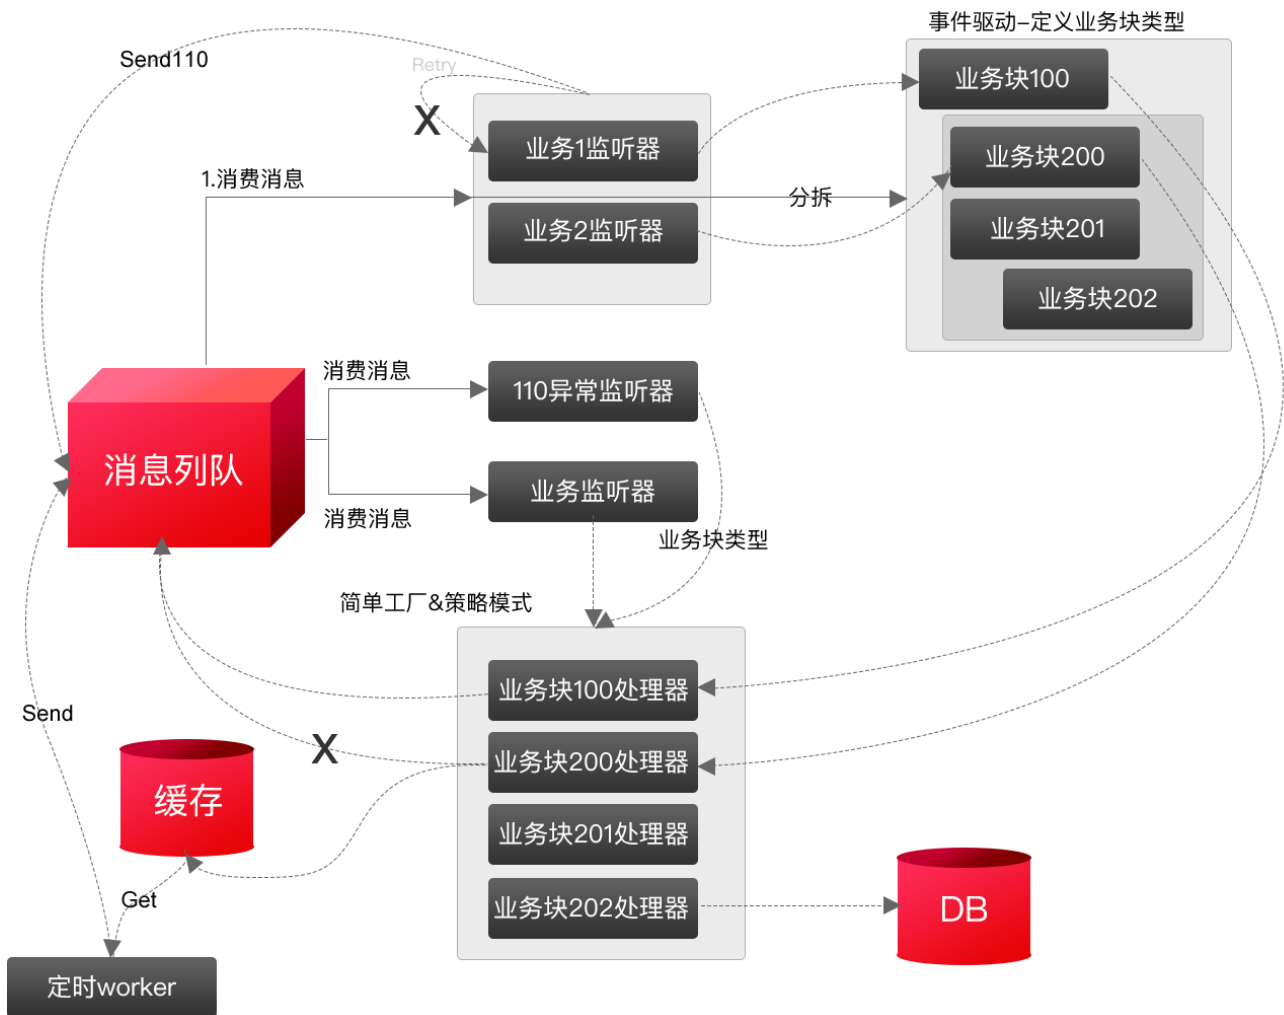 事件驱动-定义业务块类型
Send110
Retry
X
业务块100
业务1监听器
业务块200
1.消费消息
分拆
业务2监听器
业务块201
业务块202
消费消息
110异常监听器
消息列队
业务监听器
消费消息
业务块类型
简单工厂&策略模式
业务块100处理器
Send
X
业务块200处理器
缓存
业务块201处理器
Get
业务块202处理器
DB
定时worker